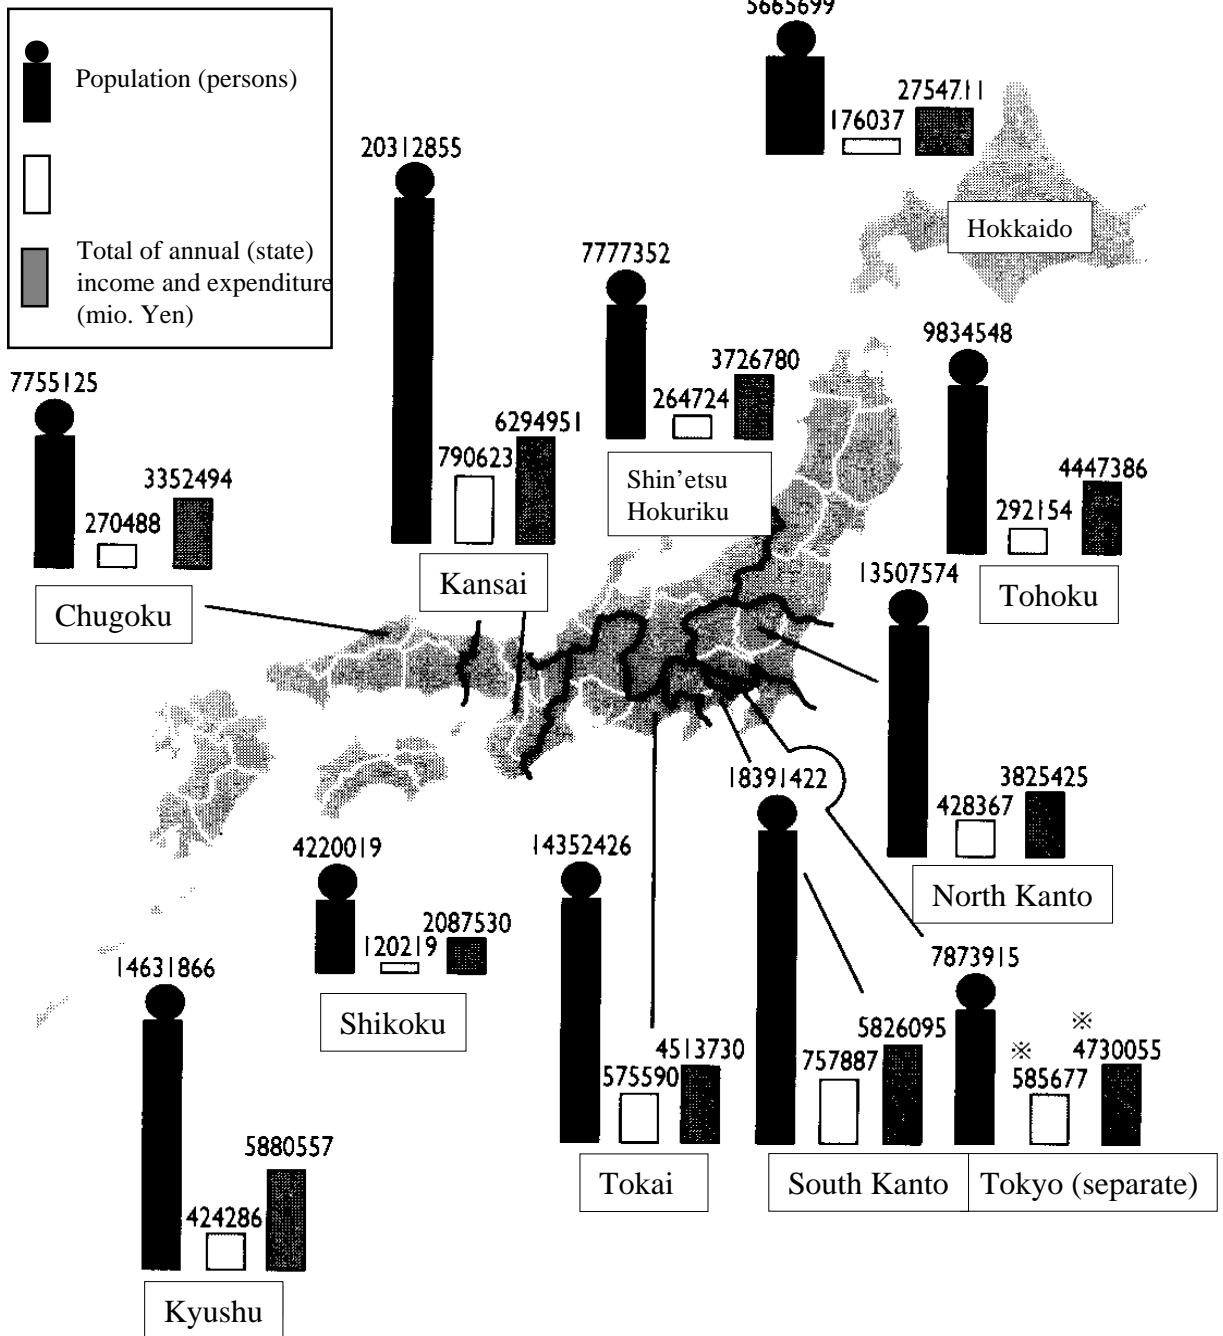 Population (persons)
Total of annual (state)
income and expenditure
(mio. Yen)
5665699
176037
2754711
Hokkaido
20312855
790623
6294951
Kansai
7777352
264724
3726780
Shin’etsu
Hokuriku
9834548
292154
4447386
Tohoku
7755125
270488
3352494
Chugoku
13507574
428367
3825425
North Kanto
18391422
757887
5826095
South Kanto
4220019
120219
2087530
Shikoku
14352426
575590
4513730
Tokai
7873915
※
585677
※
4730055
Tokyo (separate)
14631866
424286
5880557
Kyushu